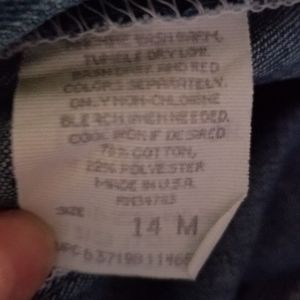 MACHINE WASH WARM,
TUMBLE DRY LOW.
WASH DARK AND RED
COLORS SEPARATELY.
ONLY NON-CHLORINE
BLEACH WHEN NEEDED.
COOL IRON IF DESIRED
78% COTTON,
22% POLYESTER
MADE IN U.S.A.
RN34783
SIZE
14 M